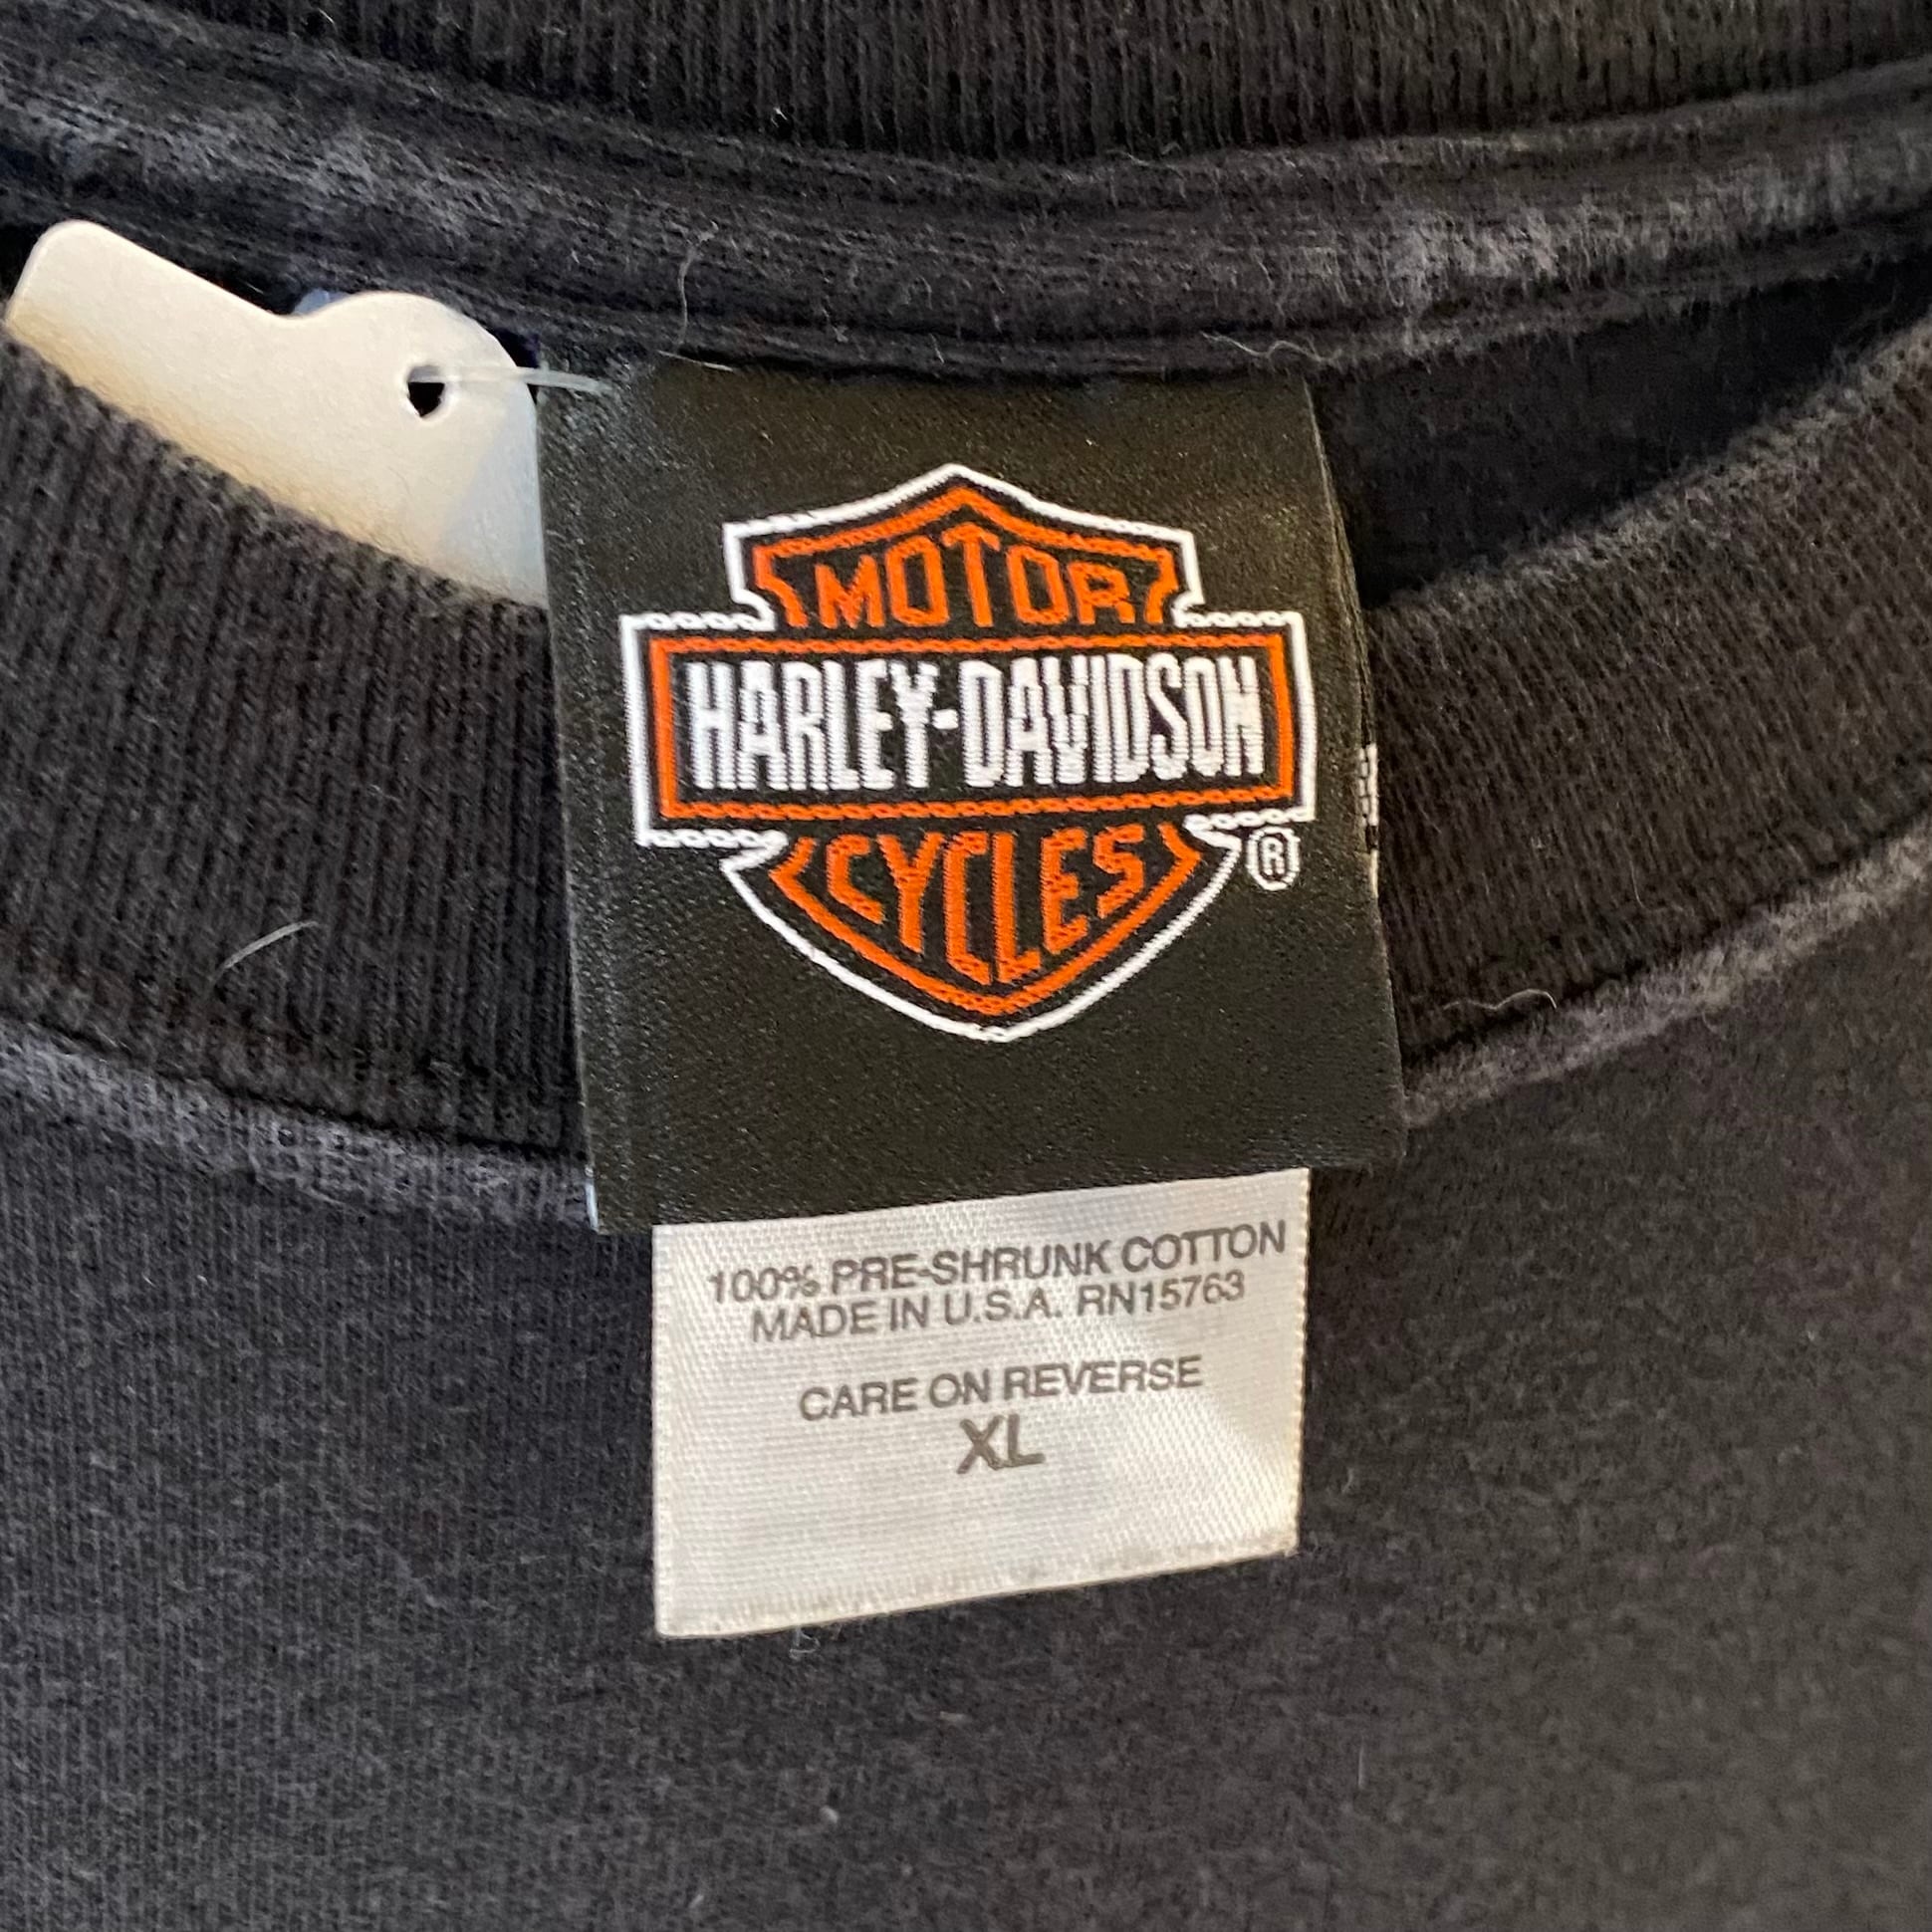 MOTOR
HARLEY-DAVIDSON
CYCLES
®
100% PRE-SHRUNK COTTON
MADE IN U.S.A. RN15763
CARE ON REVERSE
XL